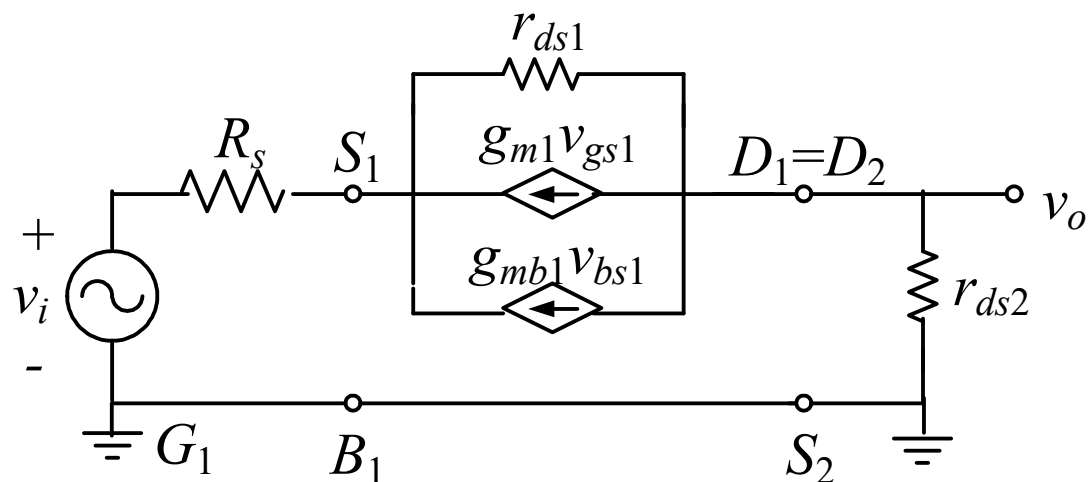 r_{ds1}
R_s
S_1
g_{m1}v_{gs1}
D_1=D_2
v_o
+
v_i
-
g_{mb1}v_{bs1}
r_{ds2}
G_1
B_1
S_2